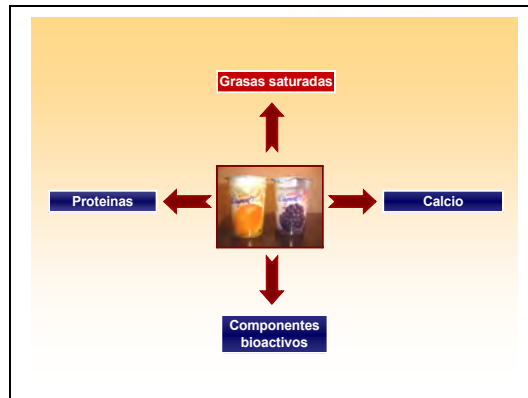 Grasas saturadas
Proteinas
Calcio
Componentes
bioactivos